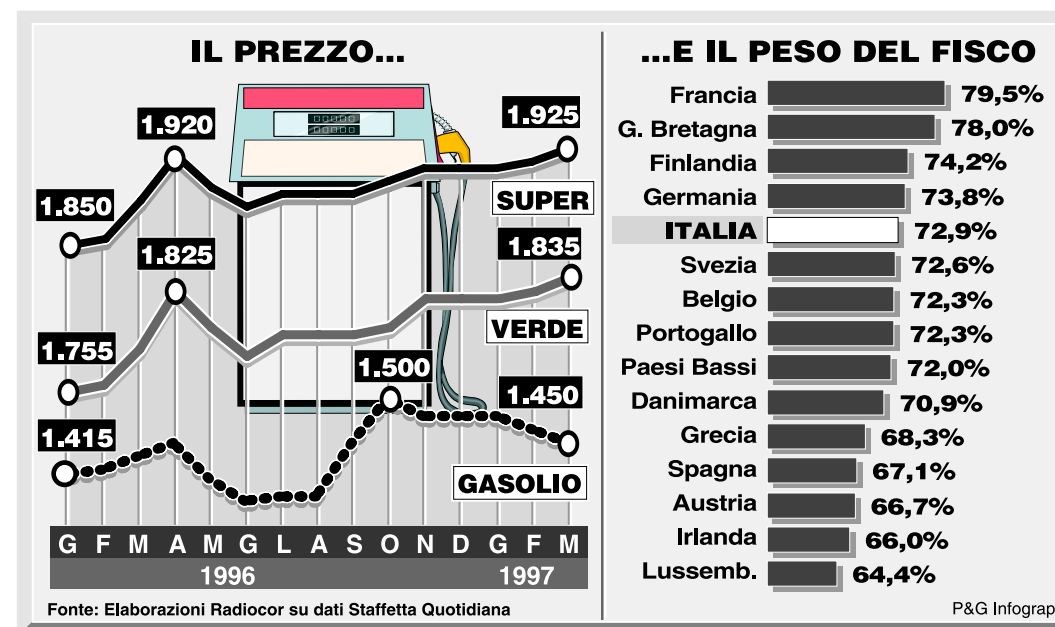 IL PREZZO...
1.850
1.920
1.925
SUPER
1.755
1.825
1.835
VERDE
1.415
1.500
1.450
GASOLIO
G F M A M G L A S O N D G F M
1996 1997
Fonte: Elaborazioni Radiocor su dati Staffetta Quotidiana
...E IL PESO DEL FISCO
Francia 79,5%
G. Bretagna 78,0%
Finlandia 74,2%
Germania 73,8%
ITALIA 72,9%
Svezia 72,6%
Belgio 72,3%
Portogallo 72,3%
Paesi Bassi 72,0%
Danimarca 70,9%
Grecia 68,3%
Spagna 67,1%
Austria 66,7%
Irlanda 66,0%
Lussemb. 64,4%
P&G Infograp